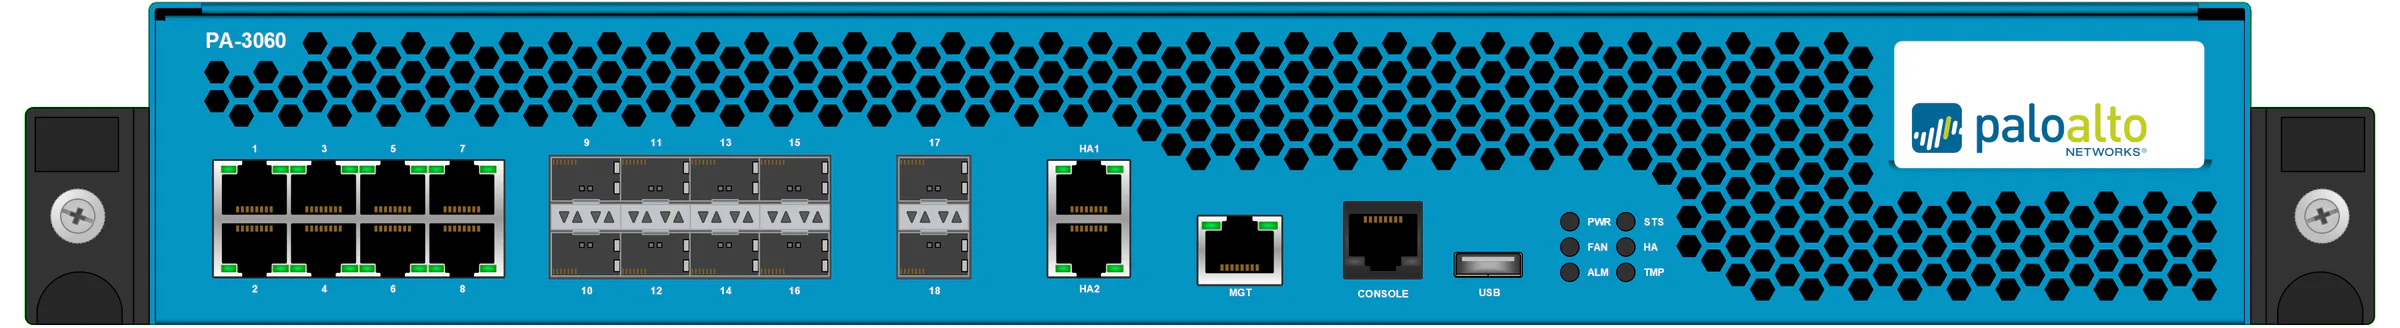 PA-3060
paloalto
NETWORKS®
1 3 5 7
9 11 13 15
17
HA1
2 4 6 8
10 12 14 16
18
HA2
MGT
CONSOLE
USB
PWR STS
FAN HA
ALM TMP